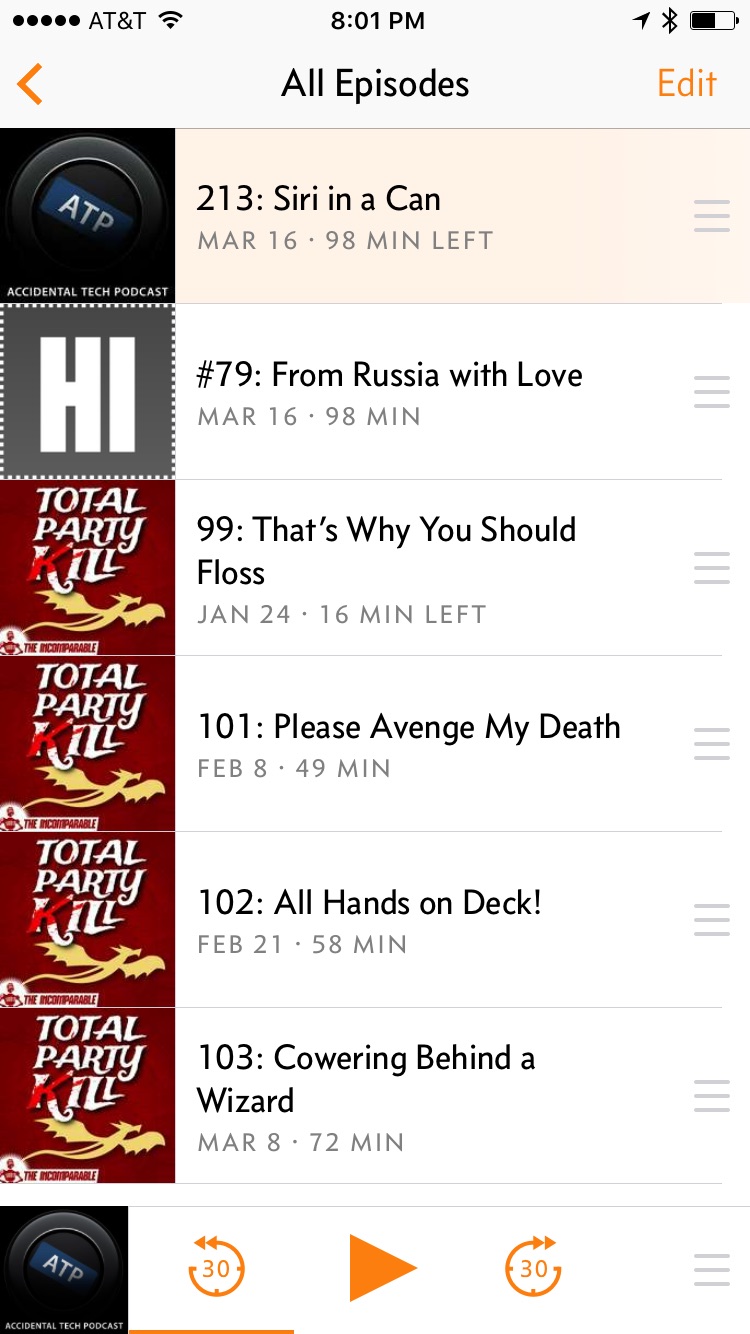 AT&T 8:01 PM
All Episodes Edit
ATP
ACCIDENTAL TECH PODCAST
213: Siri in a Can
MAR 16 · 98 MIN LEFT
HI
#79: From Russia with Love
MAR 16 · 98 MIN
TOTAL
PARTY
KILL
THE INCOMPARABLE
99: That’s Why You Should
Floss
JAN 24 · 16 MIN LEFT
TOTAL
PARTY
KILL
THE INCOMPARABLE
101: Please Avenge My Death
FEB 8 · 49 MIN
TOTAL
PARTY
KILL
THE INCOMPARABLE
102: All Hands on Deck!
FEB 21 · 58 MIN
TOTAL
PARTY
KILL
THE INCOMPARABLE
103: Cowering Behind a
Wizard
MAR 8 · 72 MIN
ATP
ACCIDENTAL TECH PODCAST
30 30